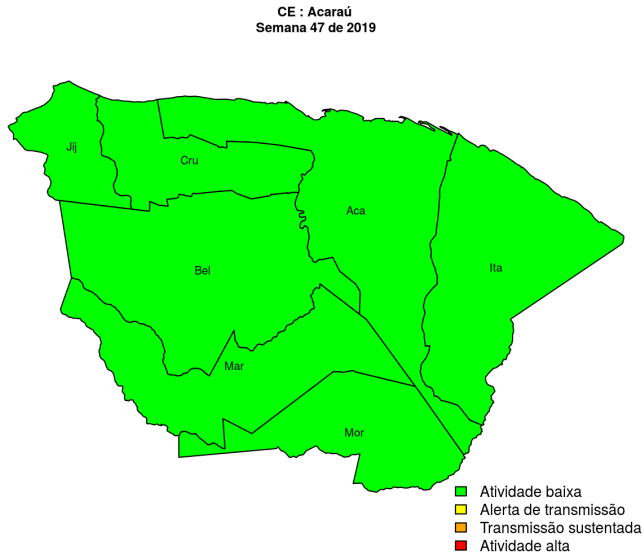 CE : Acaraú
Semana 47 de 2019
Jij
Cru
Aca
Bel
Ita
Mar
Mor
Atividade baixa
Alerta de transmissão
Transmissão sustentada
Atividade alta